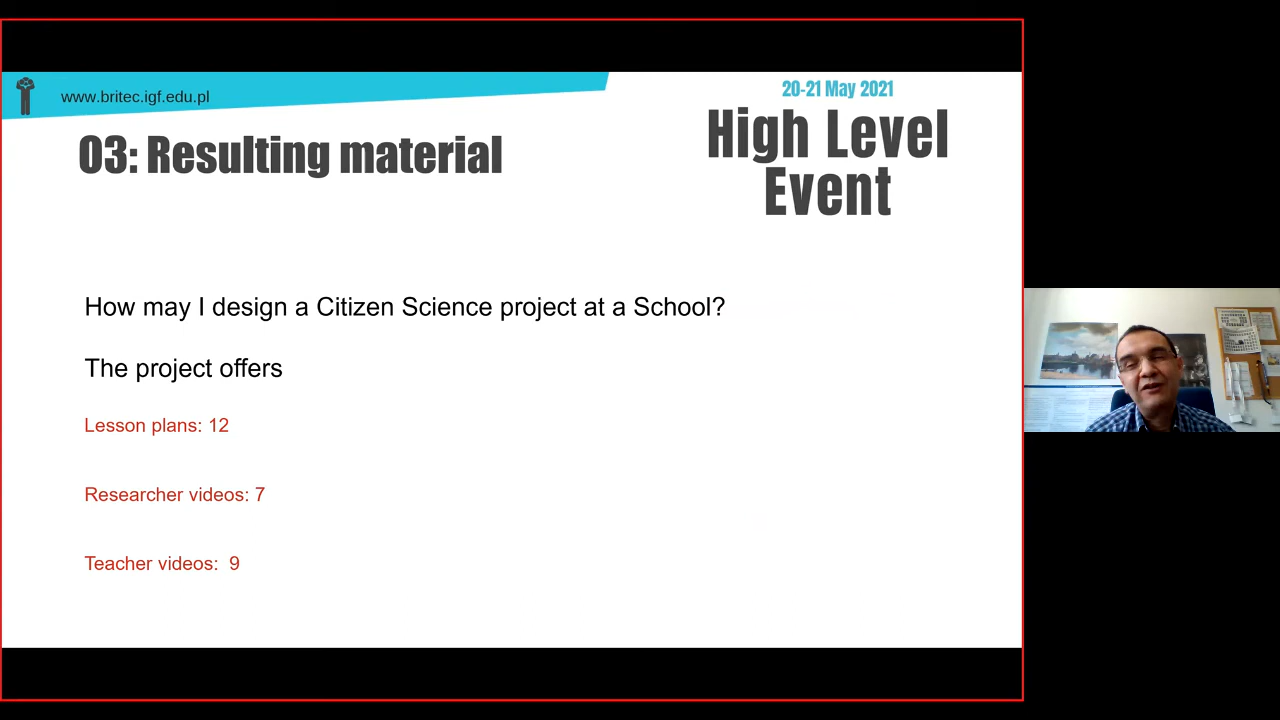 www.britec.igf.edu.pl
20-21 May 2021
High Level
Event
03: Resulting material
How may I design a Citizen Science project at a School?
The project offers
Lesson plans: 12
Researcher videos: 7
Teacher videos:  9